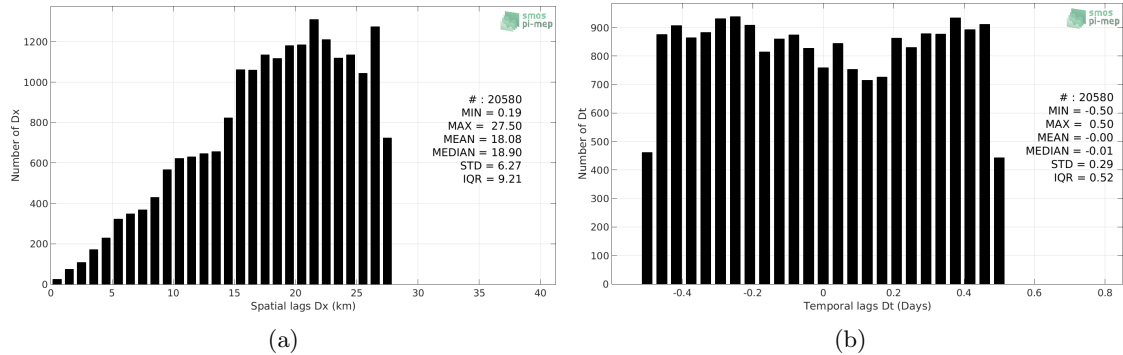 smos
pi-mep
1200
1000
800
600
400
200
0
Number of Dx
# : 20580
MIN = 0.19
MAX = 27.50
MEAN = 18.08
MEDIAN = 18.90
STD = 6.27
IQR = 9.21
0 5 10 15 20 25 30 35 40
Spatial lags Dx (km)
(a)
smos
pi-mep
900
800
700
600
500
400
300
200
100
0
Number of Dt
# : 20580
MIN = -0.50
MAX = 0.50
MEAN = -0.00
MEDIAN = -0.01
STD = 0.29
IQR = 0.52
-0.4 -0.2 0 0.2 0.4 0.6 0.8
Temporal lags Dt (Days)
(b)